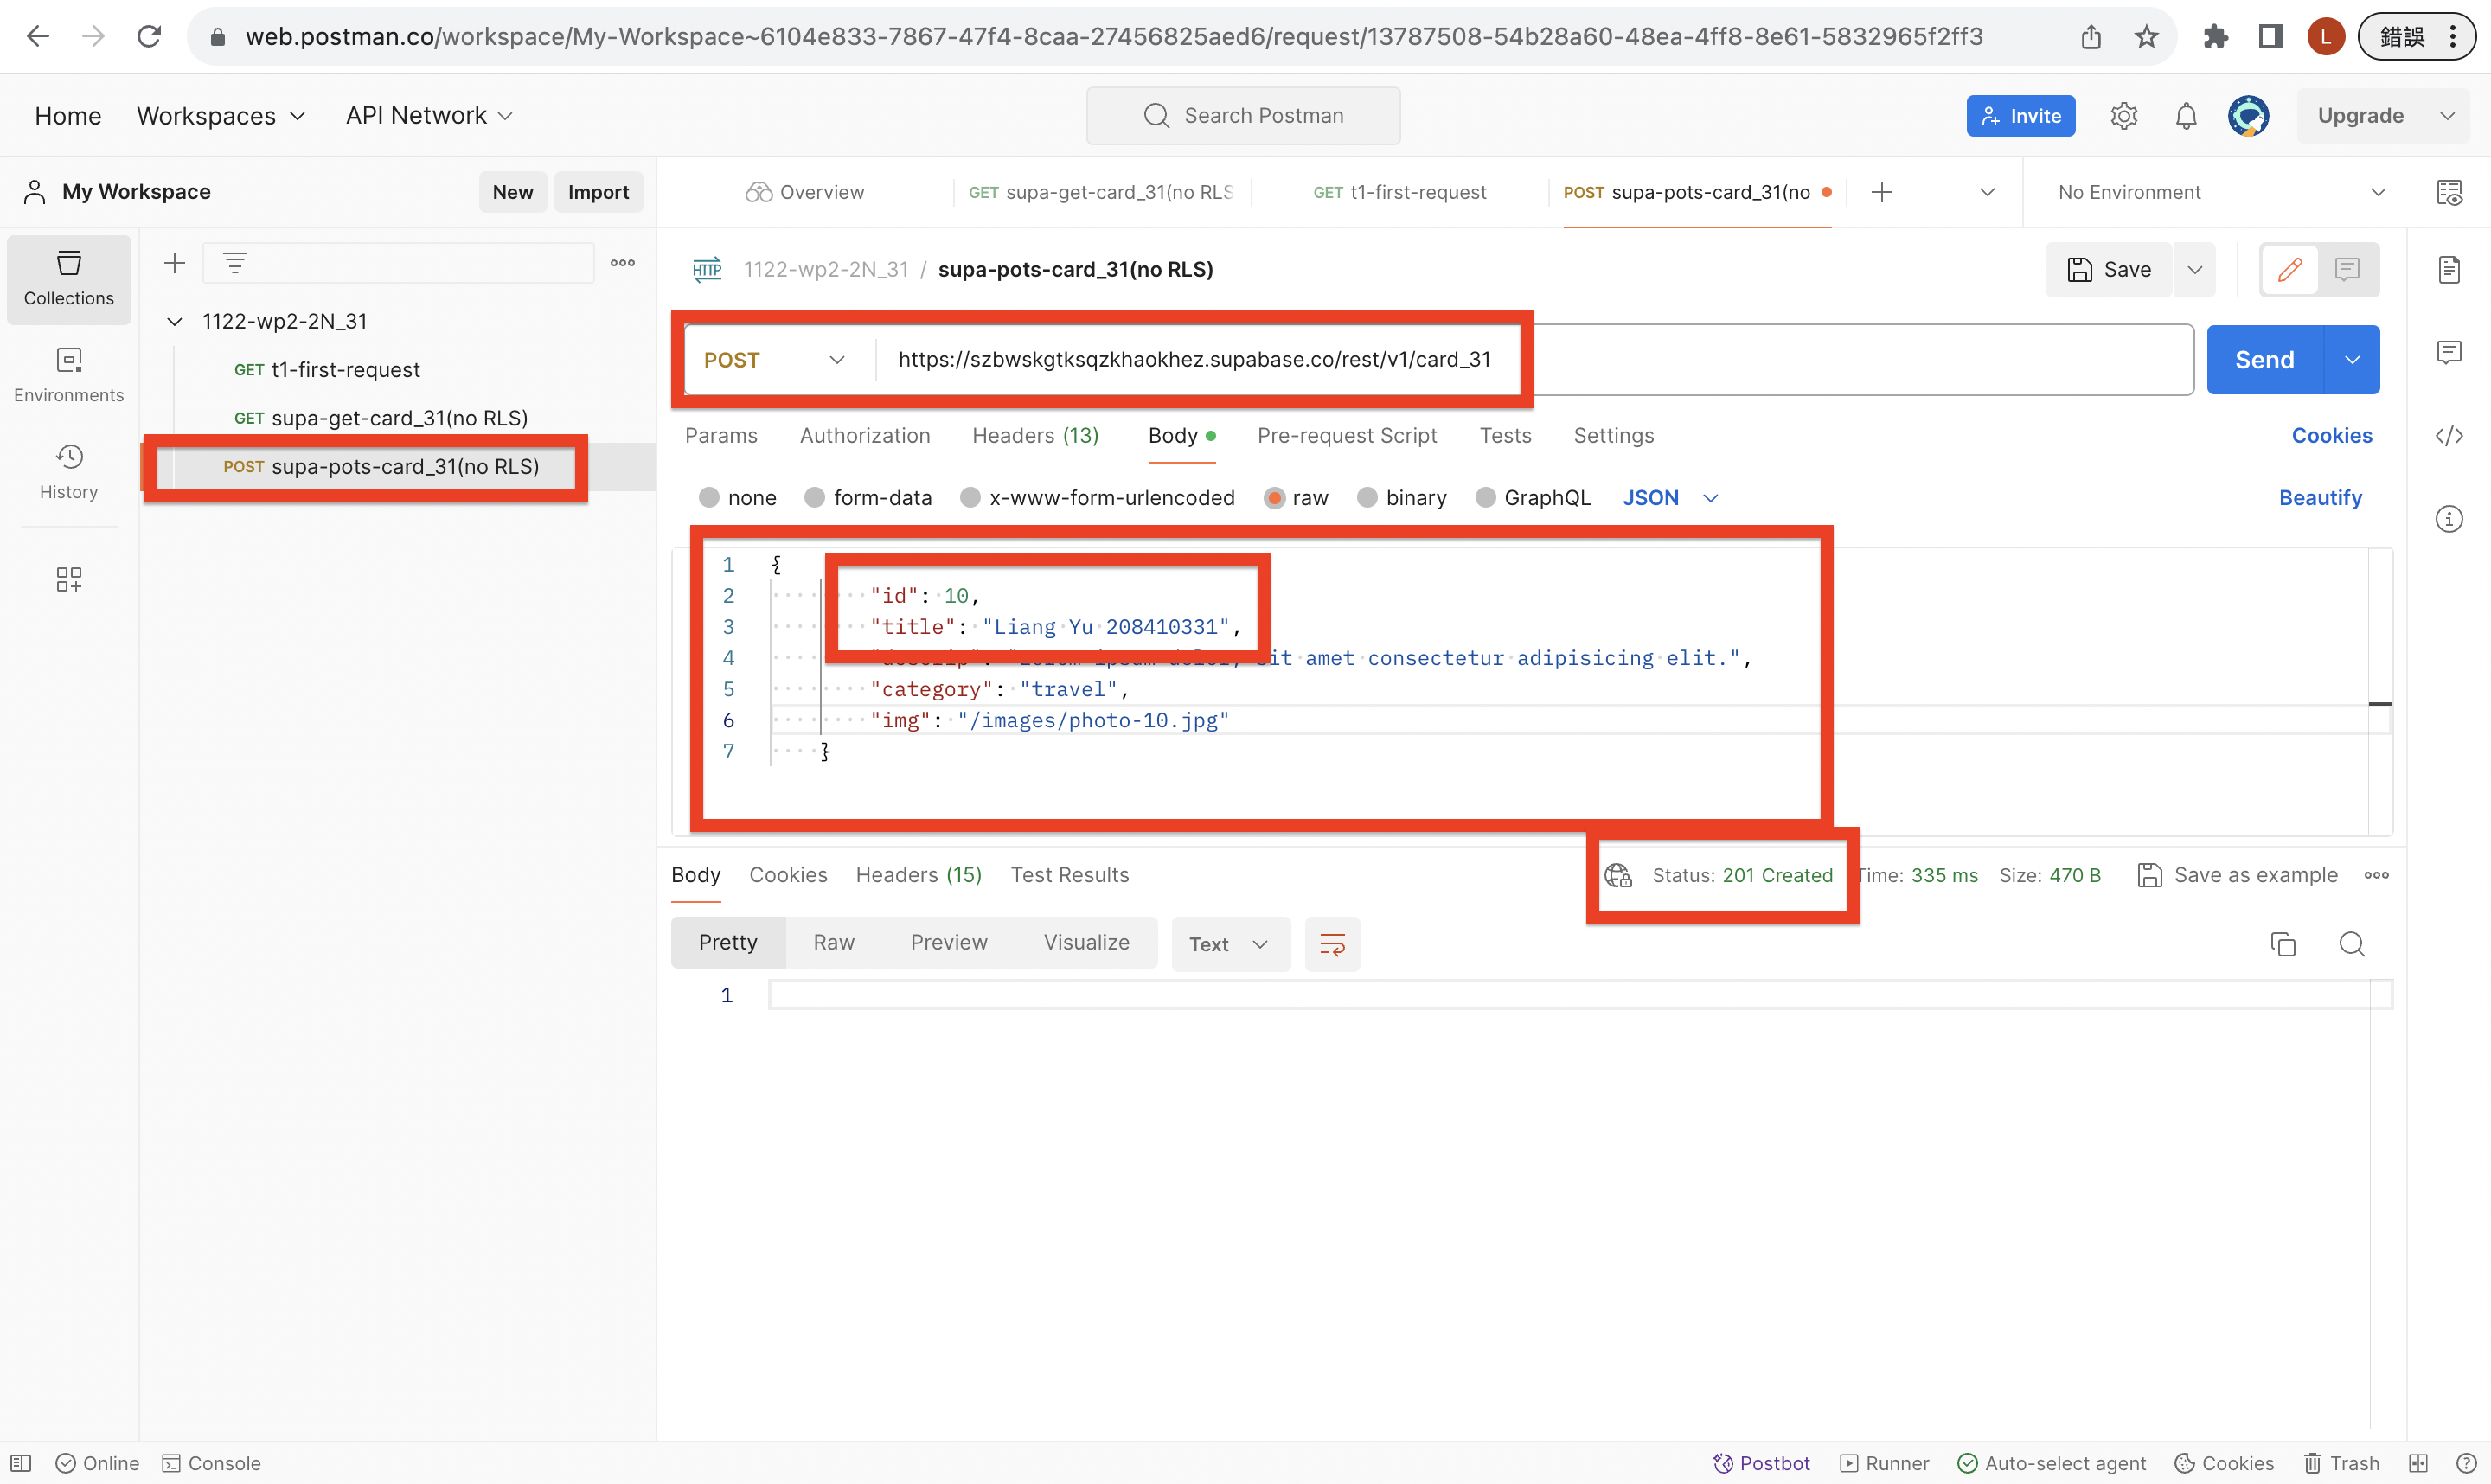 web.postman.co/workspace/My-Workspace~6104e833-7867-47f4-8caa-27456825aed6/request/13787508-54b28a60-48ea-4ff8-8e61-5832965f2ff3
L
錯誤
Home
Workspaces
API Network
Search Postman
Invite
Upgrade
My Workspace
New
Import
Overview
GET supa-get-card_31(no RLS
GET t1-first-request
POST supa-pots-card_31(no
No Environment
Collections
Environments
History
1122-wp2-2N_31
GET t1-first-request
GET supa-get-card_31(no RLS)
POST supa-pots-card_31(no RLS)
HTTP
1122-wp2-2N_31 / supa-pots-card_31(no RLS)
Save
POST
https://szbwskgtksqzkhaokhez.supabase.co/rest/v1/card_31
Send
Params
Authorization
Headers (13)
Body
Pre-request Script
Tests
Settings
Cookies
none
form-data
x-www-form-urlencoded
raw
binary
GraphQL
JSON
Beautify
1 {
2 "id": 10,
3 "title": "Liang Yu 208410331",
4 sit amet consectetur adipisicing elit.",
5 "category": "travel",
6 "img": "/images/photo-10.jpg"
7 }
Body
Cookies
Headers (15)
Test Results
Status: 201 Created
Time: 335 ms
Size: 470 B
Save as example
Pretty
Raw
Preview
Visualize
Text
1
Online
Console
Postbot
Runner
Auto-select agent
Cookies
Trash